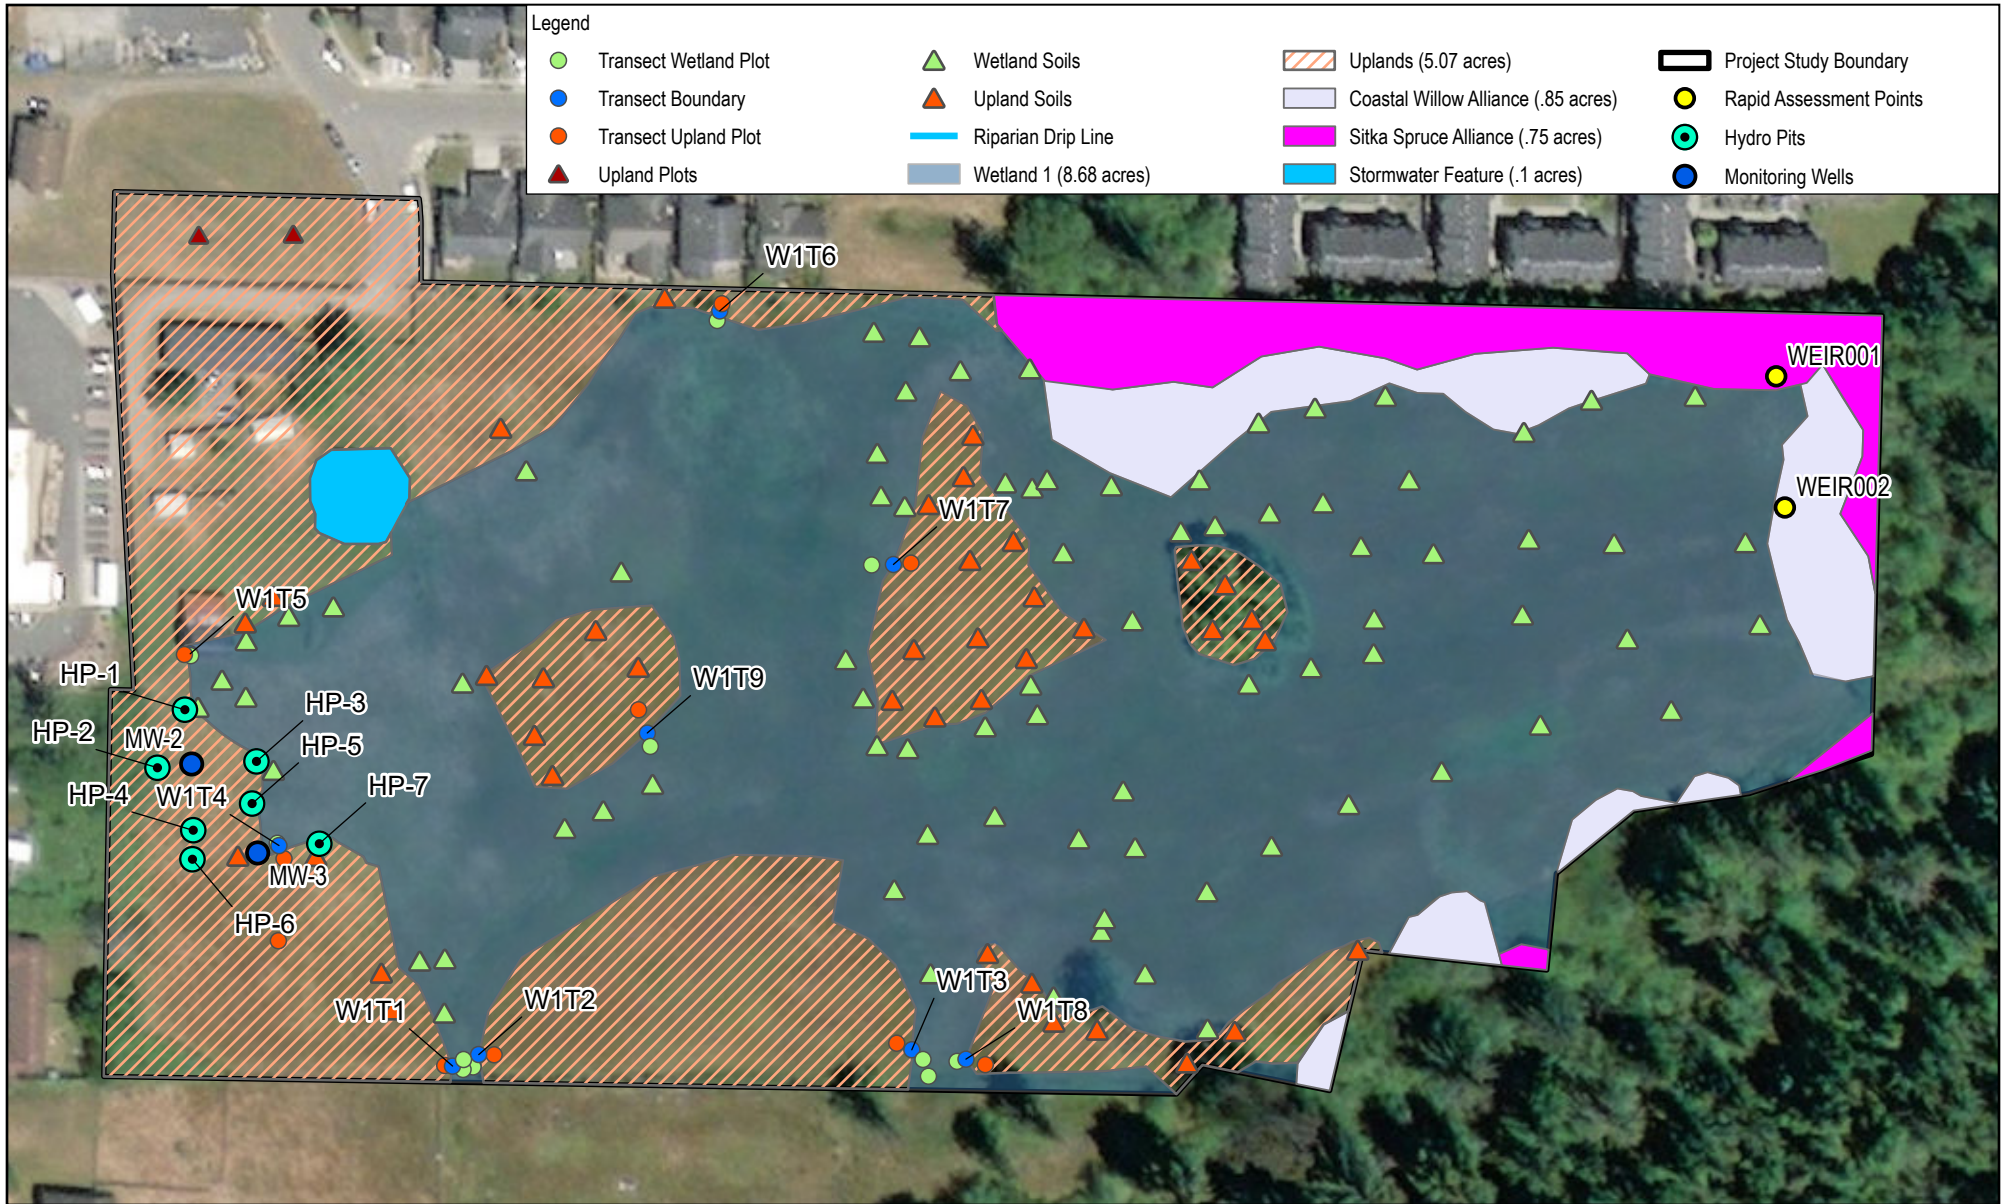 Legend
Transect Wetland Plot
Transect Boundary
Transect Upland Plot
Upland Plots
Wetland Soils
Upland Soils
Riparian Drip Line
Wetland 1 (8.68 acres)
Uplands (5.07 acres)
Coastal Willow Alliance (.85 acres)
Sitka Spruce Alliance (.75 acres)
Stormwater Feature (.1 acres)
Project Study Boundary
Rapid Assessment Points
Hydro Pits
Monitoring Wells
W1T6
WEIR001
WEIR002
W1T7
W1T5
HP-1
W1T9
HP-3
HP-2
MW-2
HP-5
HP-7
HP-4
W1T4
MW-3
HP-6
W1T3
W1T1
W1T2
W1T8